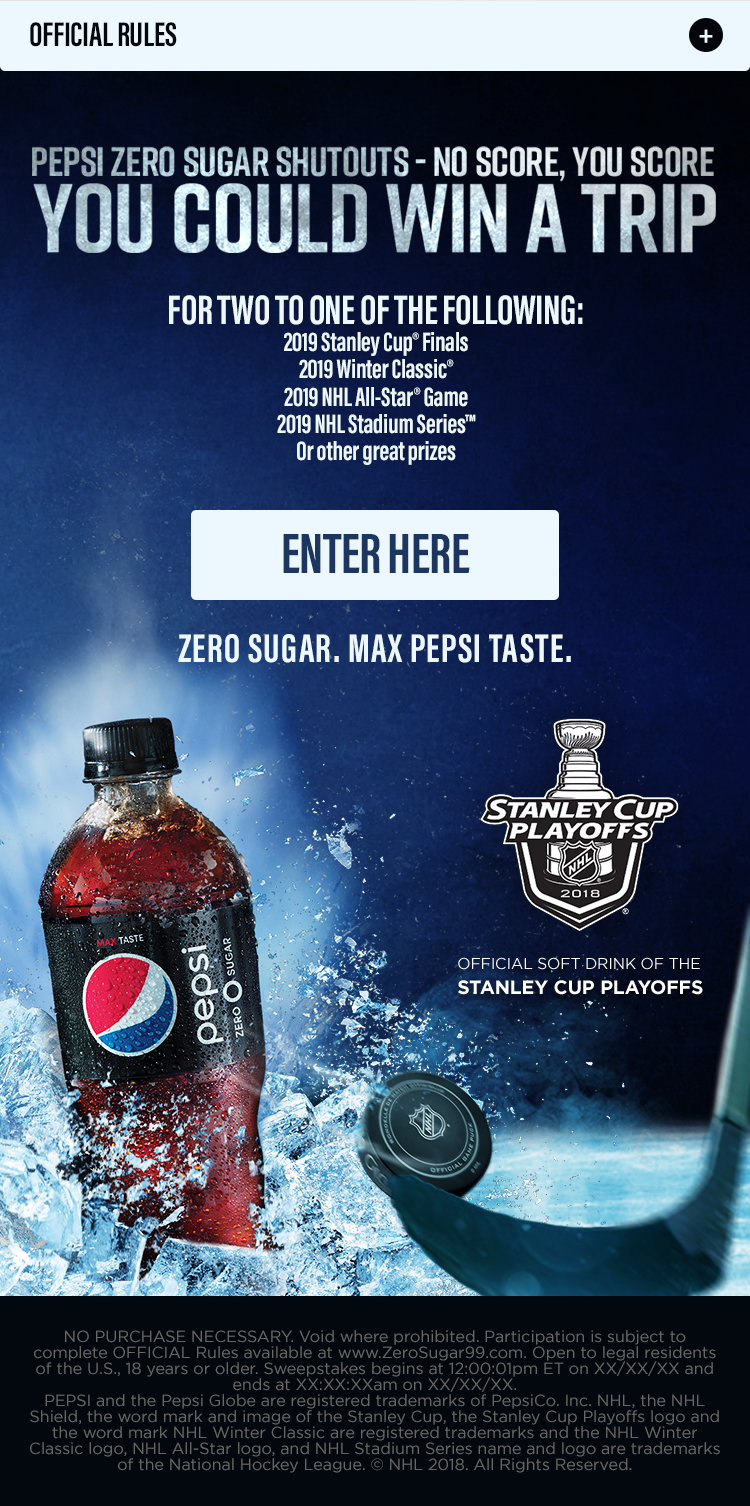 OFFICIAL RULES
+
PEPSI ZERO SUGAR SHUTOUTS - NO SCORE, YOU SCORE
YOU COULD WIN A TRIP
FOR TWO TO ONE OF THE FOLLOWING:
2019 Stanley Cup® Finals
2019 Winter Classic®
2019 NHL All-Star® Game
2019 NHL Stadium Series™
Or other great prizes
ENTER HERE
ZERO SUGAR. MAX PEPSI TASTE.
STANLEY CUP
PLAYOFFS
NHL
2018
®
OFFICIAL SOFT DRINK OF THE
STANLEY CUP PLAYOFFS
MAX TASTE
pepsi
ZERO SUGAR
NHL
OFFICIAL GAME PUCK
NO PURCHASE NECESSARY. Void where prohibited. Participation is subject to
complete OFFICIAL Rules available at www.ZeroSugar99.com. Open to legal residents
of the U.S., 18 years or older. Sweepstakes begins at 12:00:01pm ET on XX/XX/XX and
ends at XX:XX:XXam on XX/XX/XX.
PEPSI and the Pepsi Globe are registered trademarks of PepsiCo. Inc. NHL, the NHL
Shield, the word mark and image of the Stanley Cup, the Stanley Cup Playoffs logo and
the word mark NHL Winter Classic are registered trademarks and the NHL Winter
Classic logo, NHL All-Star logo, and NHL Stadium Series name and logo are trademarks
of the National Hockey League. © NHL 2018. All Rights Reserved.